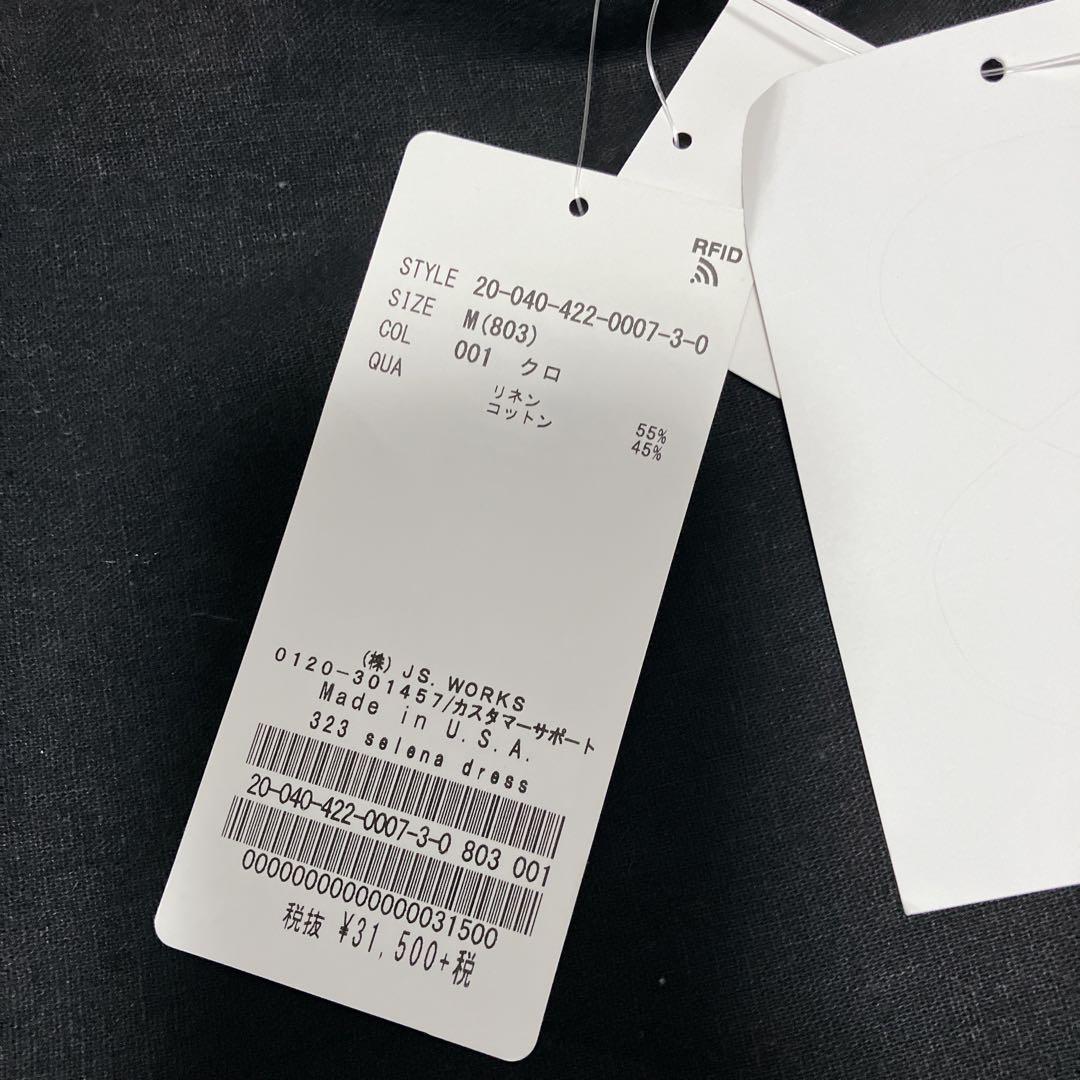 RFID
STYLE 20-040-422-0007-3-0
SIZE M(803)
COL 001 クロ
QUA
リネン 55%
コットン 45%
(株) JS. WORKS
0120-301457/カスタマーサポート
Made in U.S.A.
323 selena dress
20-040-422-0007-3-0 803 001
0000000000000031500
税抜 ¥31,500+税